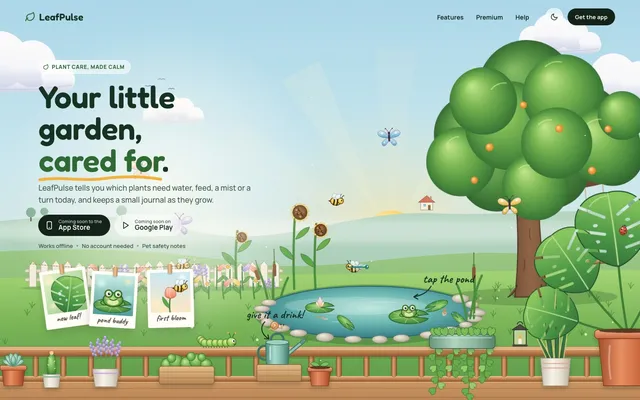 LeafPulse
Features
Premium
Help
Get the app
PLANT CARE, MADE CALM
Your little
garden,
cared for.
LeafPulse tells you which plants need water, feed, a mist or a
turn today, and keeps a small journal as they grow.
Coming soon to the
App Store
Coming soon on
Google Play
Works offline • No account needed • Pet safety notes
new leaf!
pond buddy
first bloom
give it a drink!
tap the pond